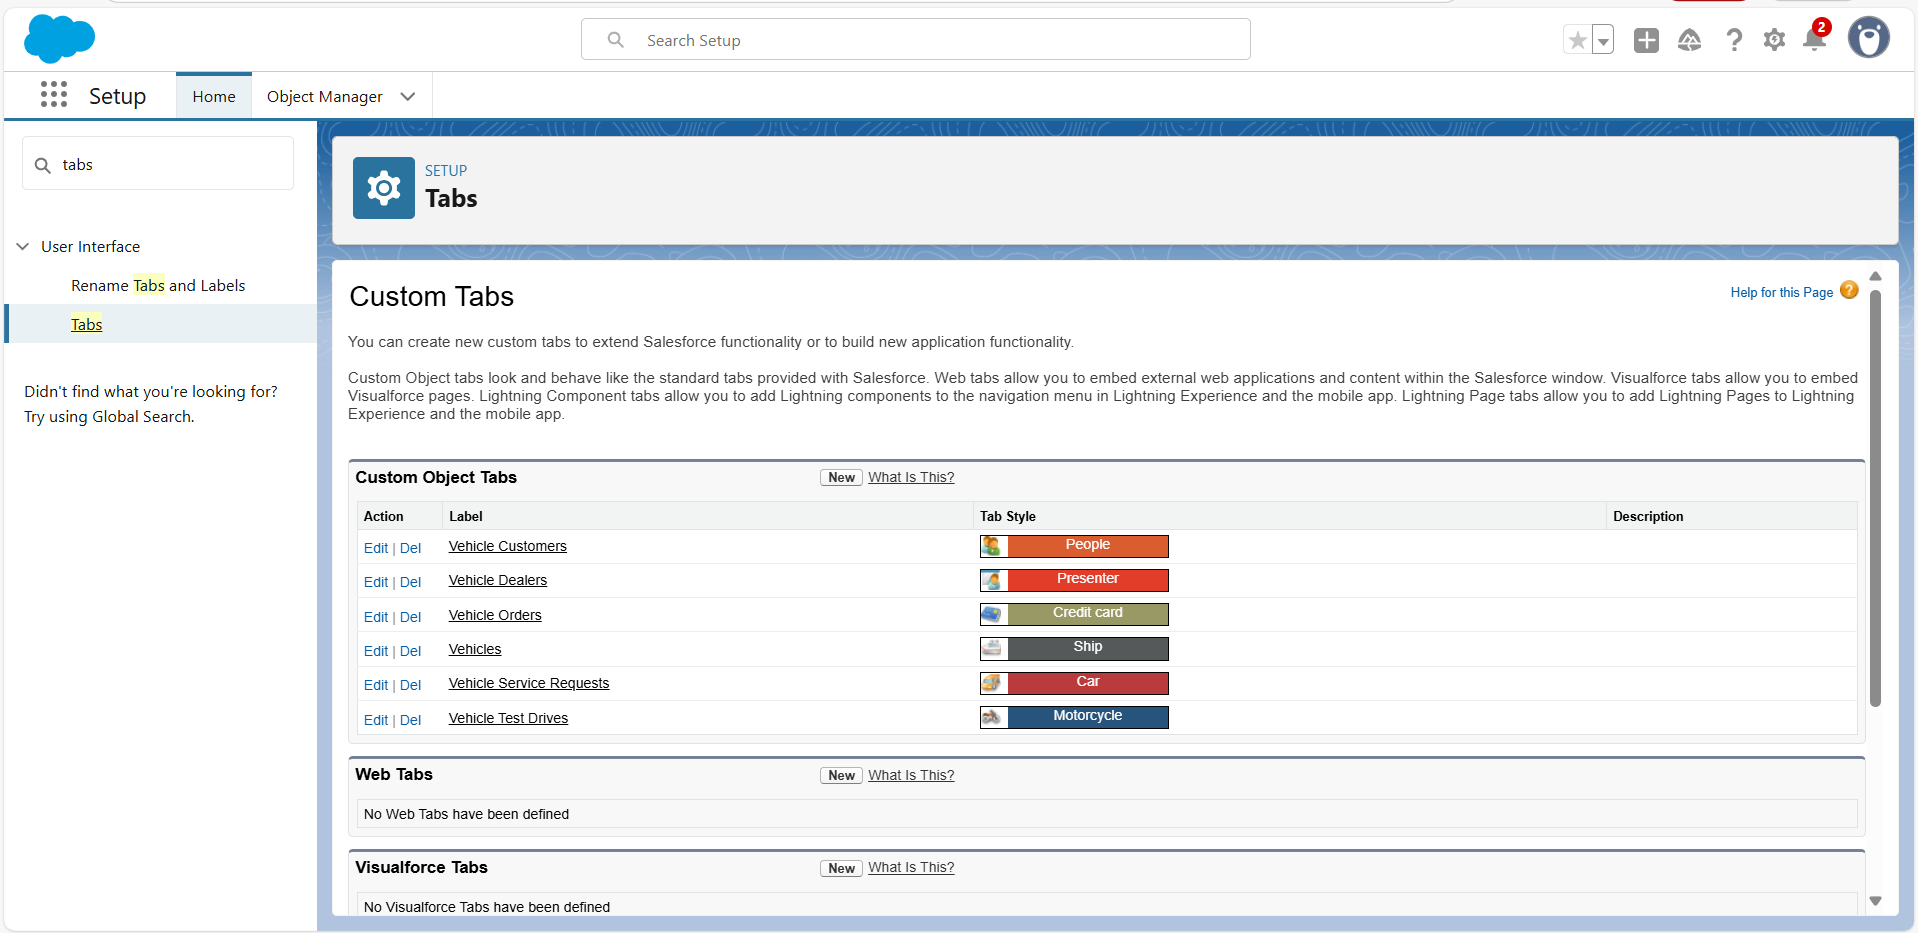 Search Setup
2
Setup
Home
Object Manager
tabs
User Interface
Rename Tabs and Labels
Tabs
Didn't find what you're looking for?
Try using Global Search.
SETUP
Tabs
Custom Tabs
Help for this Page ?
You can create new custom tabs to extend Salesforce functionality or to build new application functionality.
Custom Object tabs look and behave like the standard tabs provided with Salesforce. Web tabs allow you to embed external web applications and content within the Salesforce window. Visualforce tabs allow you to embed
Visualforce pages. Lightning Component tabs allow you to add Lightning components to the navigation menu in Lightning Experience and the mobile app. Lightning Page tabs allow you to add Lightning Pages to Lightning
Experience and the mobile app.
Custom Object Tabs New What Is This?
Action Label Tab Style Description
Edit | Del Vehicle Customers People
Edit | Del Vehicle Dealers Presenter
Edit | Del Vehicle Orders Credit card
Edit | Del Vehicles Ship
Edit | Del Vehicle Service Requests Car
Edit | Del Vehicle Test Drives Motorcycle
Web Tabs New What Is This?
No Web Tabs have been defined
Visualforce Tabs New What Is This?
No Visualforce Tabs have been defined